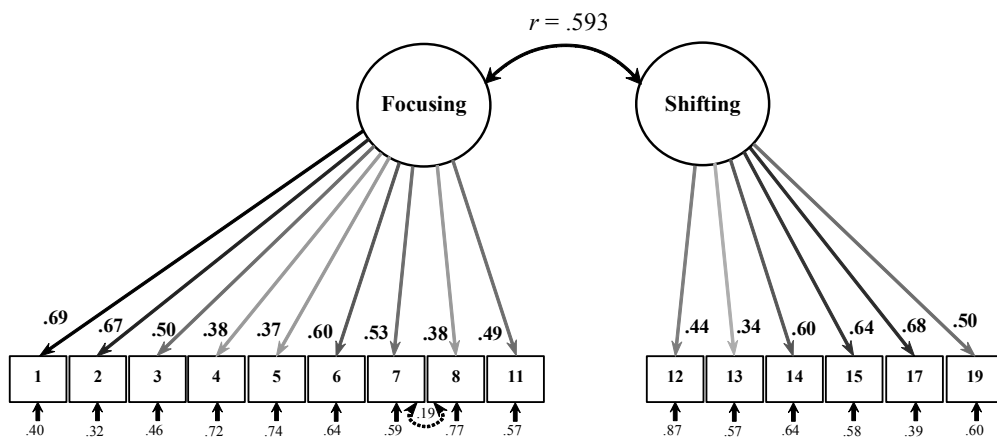 r = .593
Focusing Shifting
.69 .67 .50 .38 .37 .60 .53 .38 .49 .44 .34 .60 .64 .68 .50
1 2 3 4 5 6 7 8 11 12 13 14 15 17 19
.19
.40 .32 .46 .72 .74 .64 .59 .77 .57 .87 .57 .64 .58 .39 .60